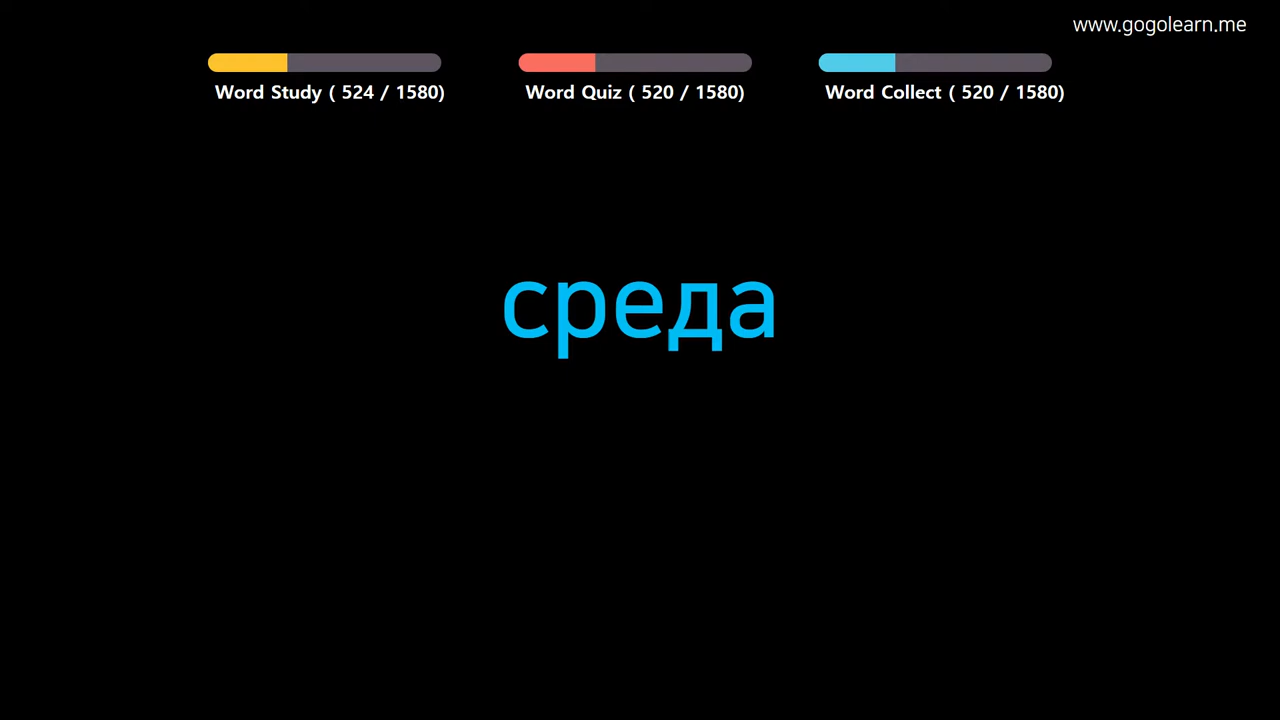 www.gogolearn.me
Word Study ( 524 / 1580)
Word Quiz ( 520 / 1580)
Word Collect ( 520 / 1580)
среда